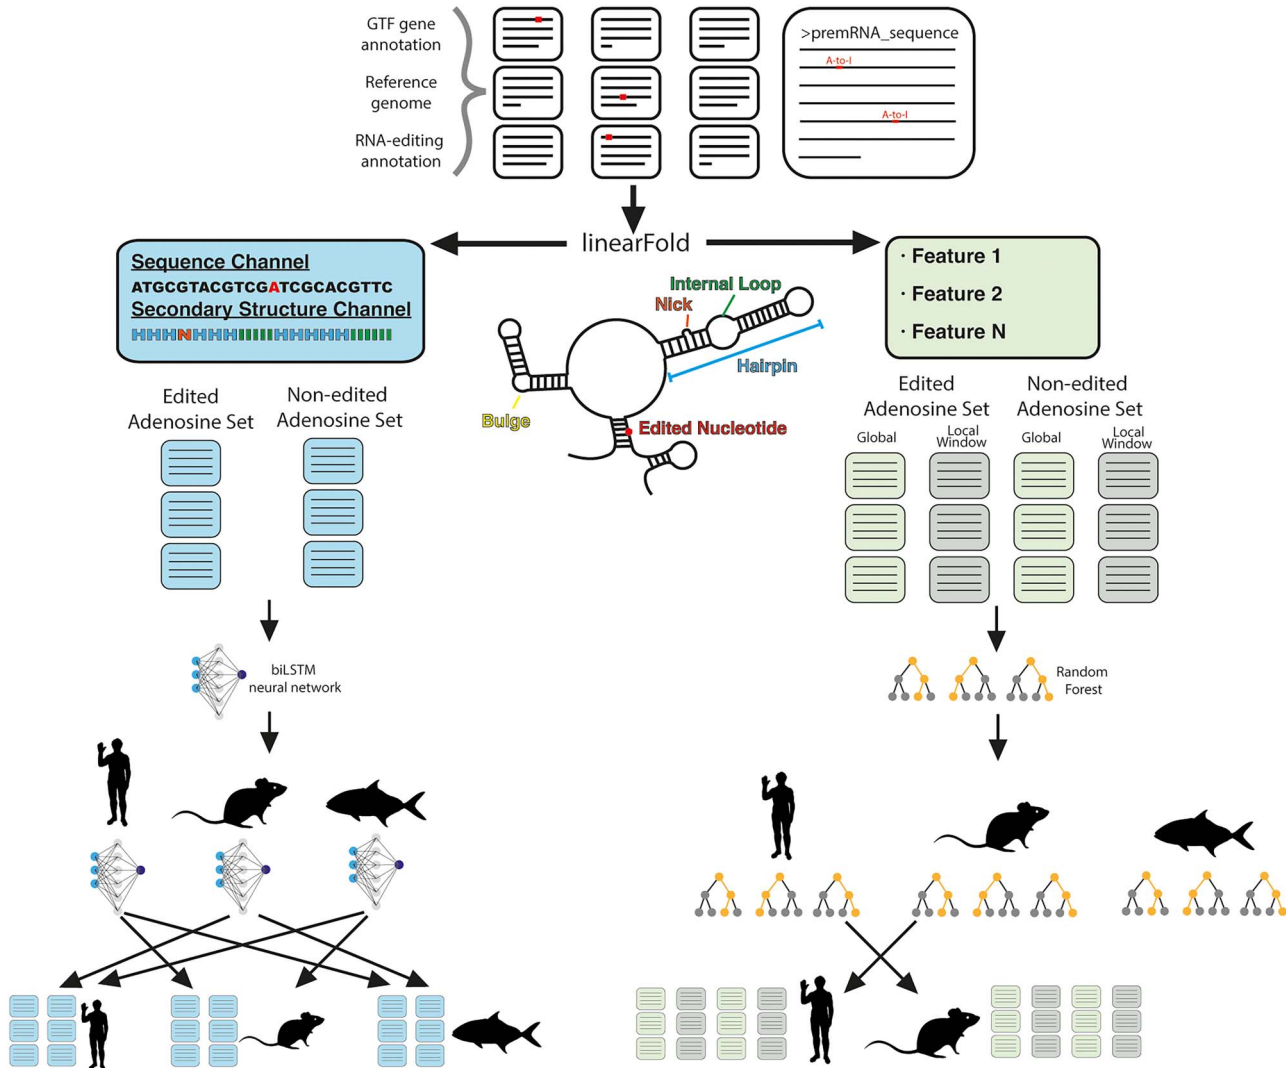 GTF gene
annotation
Reference
genome
RNA-editing
annotation
>premRNA_sequence
A-to-I
A-to-I
linearFold
Sequence Channel
ATGCGTACGTCGATCGCACGTTC
Secondary Structure Channel
HHHNHHHIIIIIHHHHHIIIIII
Internal Loop
Nick
Hairpin
Bulge
Edited Nucleotide
· Feature 1
· Feature 2
· Feature N
Edited
Adenosine Set
Non-edited
Adenosine Set
Edited
Adenosine Set
Non-edited
Adenosine Set
Global
Local
Window
Global
Local
Window
biLSTM
neural network
Random
Forest